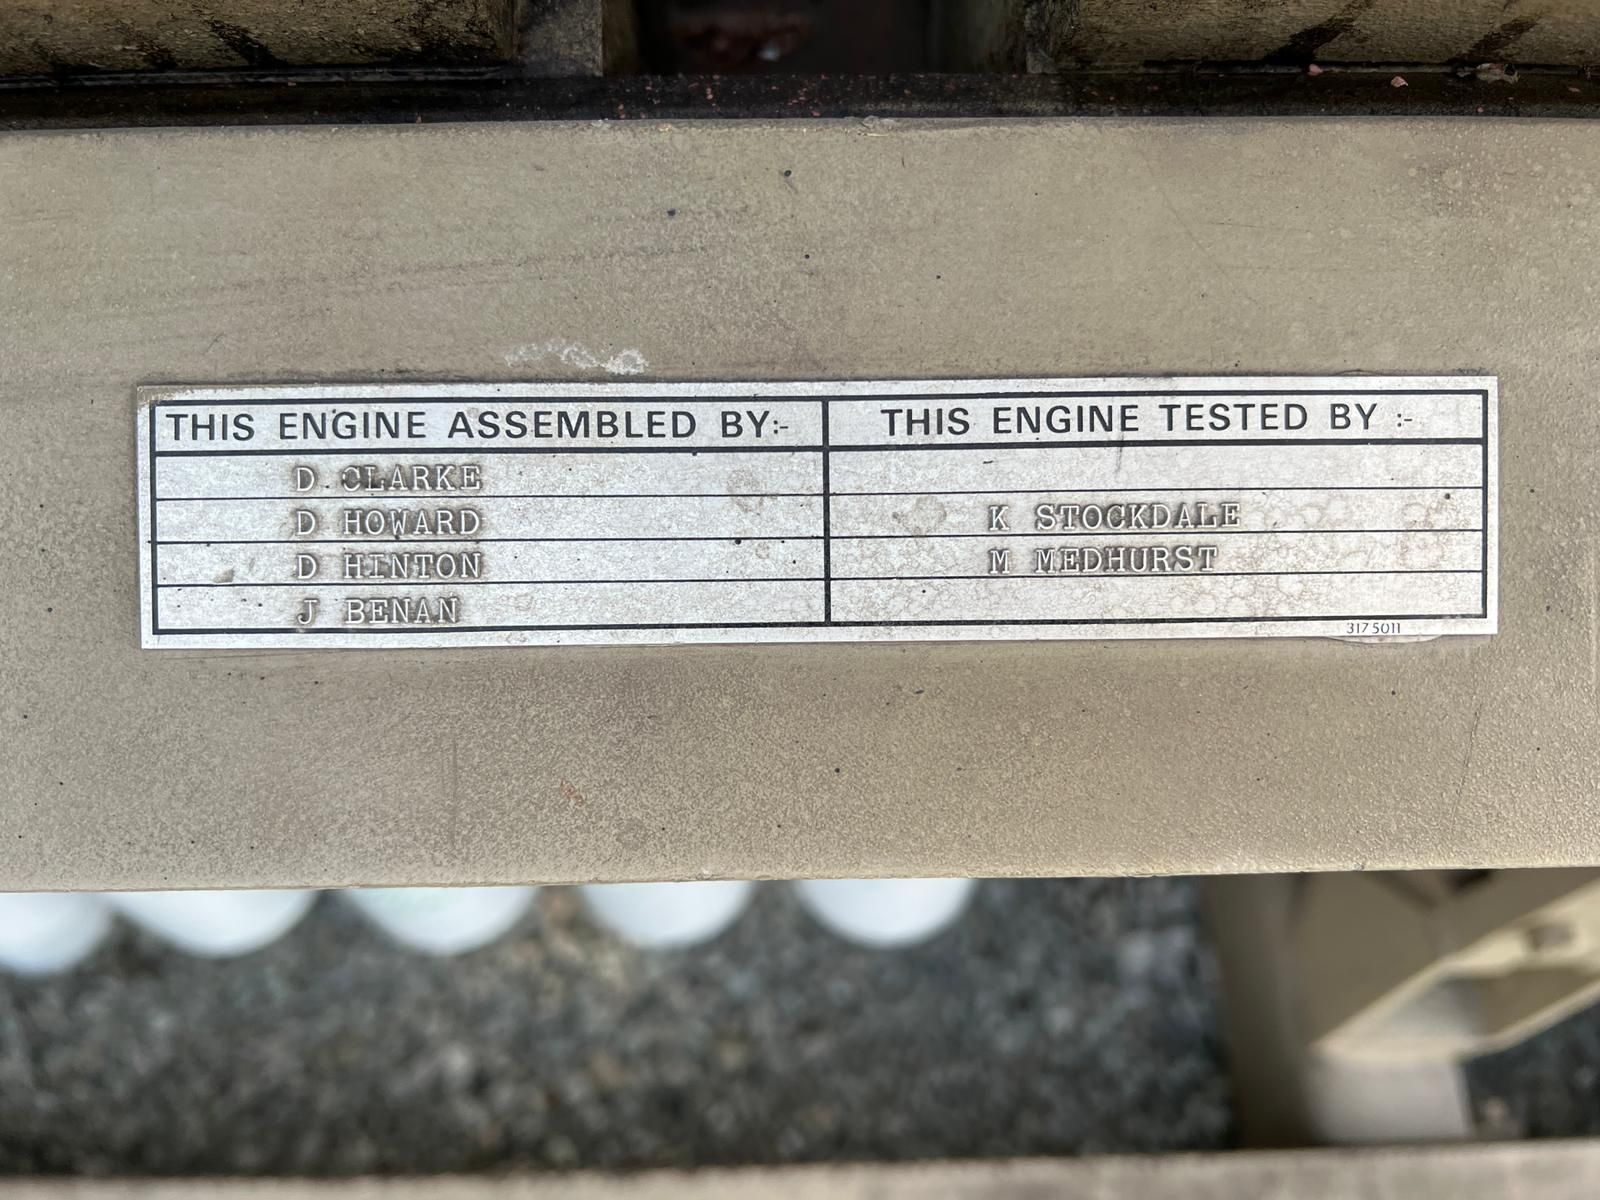 THIS ENGINE ASSEMBLED BY:-
D CLARKE
D HOWARD
D HINTON
J BENAN
THIS ENGINE TESTED BY :-
K STOCKDALE
M MEDHURST
3175011